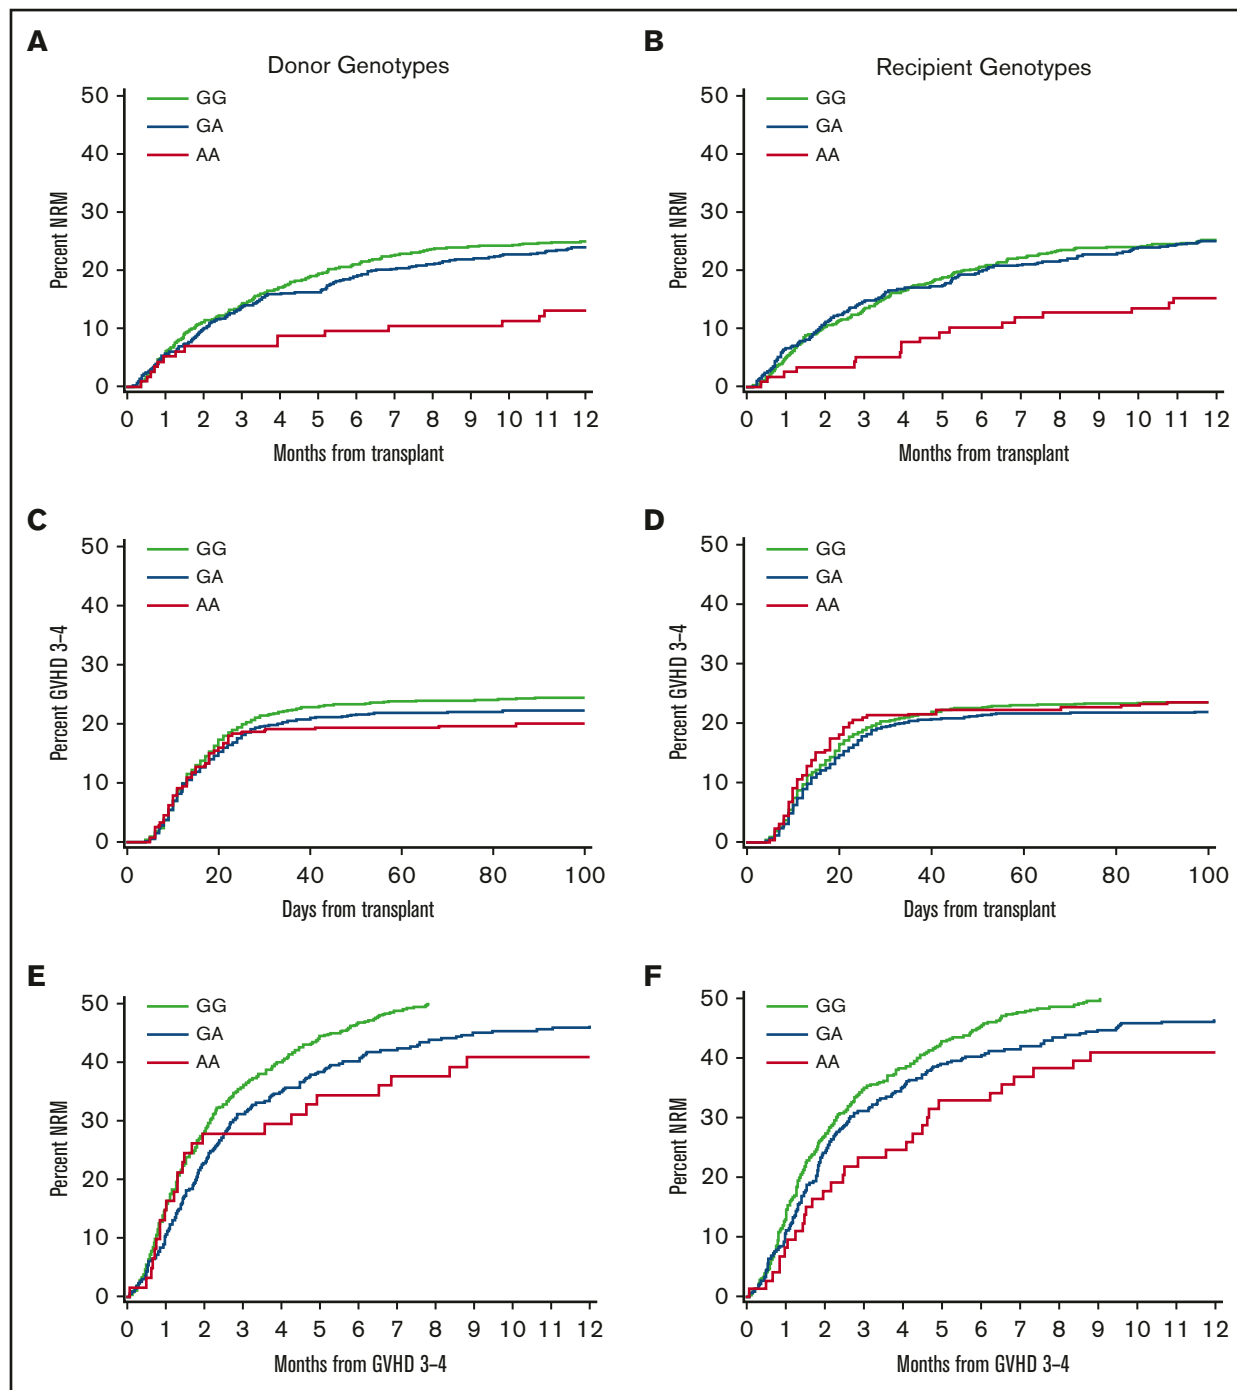 A
Donor Genotypes
50
40
30
20
10
0
Percent NRM
GG
GA
AA
0 1 2 3 4 5 6 7 8 9 10 11 12
Months from transplant
B
Recipient Genotypes
50
40
30
20
10
0
Percent NRM
GG
GA
AA
0 1 2 3 4 5 6 7 8 9 10 11 12
Months from transplant
C
50
40
30
20
10
0
Percent GVHD 3–4
GG
GA
AA
0 20 40 60 80 100
Days from transplant
D
50
40
30
20
10
0
Percent GVHD 3–4
GG
GA
AA
0 20 40 60 80 100
Days from transplant
E
50
40
30
20
10
0
Percent NRM
GG
GA
AA
0 1 2 3 4 5 6 7 8 9 10 11 12
Months from GVHD 3–4
F
50
40
30
20
10
0
Percent NRM
GG
GA
AA
0 1 2 3 4 5 6 7 8 9 10 11 12
Months from GVHD 3–4